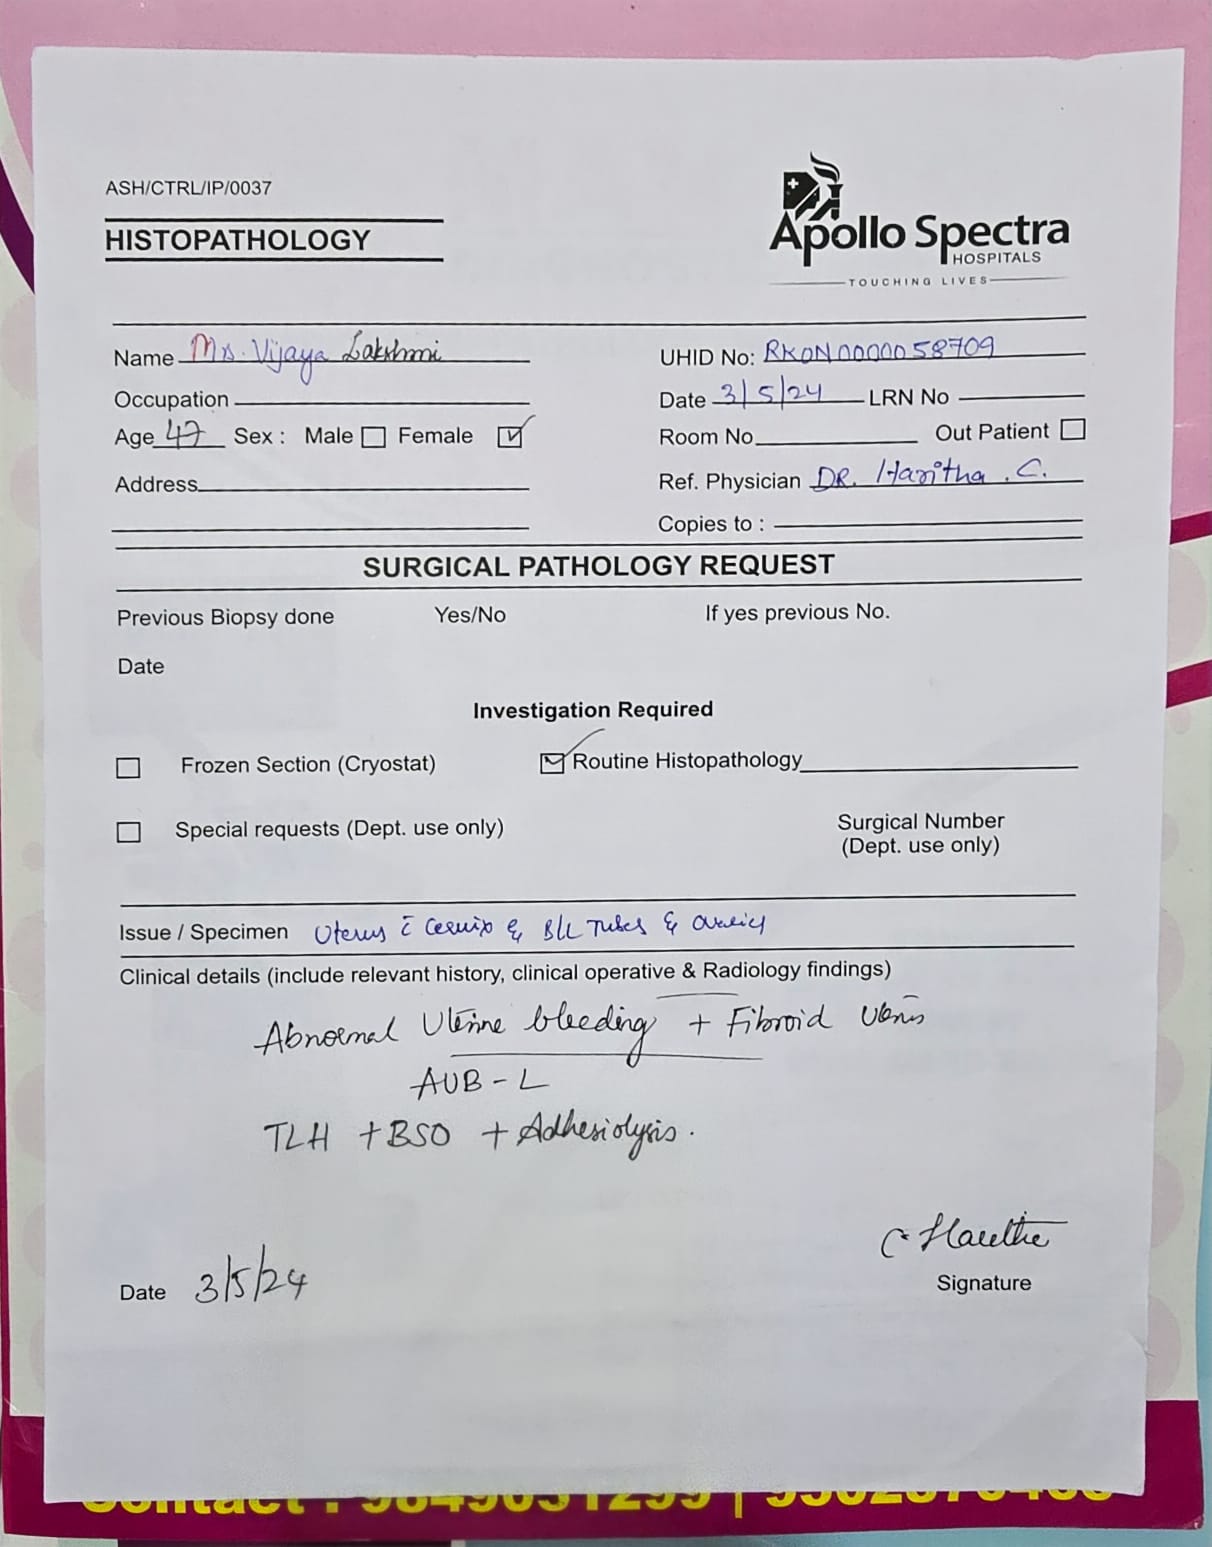 ASH/CTRL/IP/0037
HISTOPATHOLOGY
Apollo Spectra
HOSPITALS
TOUCHING LIVES
Name Mrs. Vijaya Lakshmi
UHID No: RKON0000058709
Occupation
Date 3/5/24 LRN No
Age 47 Sex : Male Female
Room No Out Patient
Address
Ref. Physician DR. Haritha . C.
Copies to :
SURGICAL PATHOLOGY REQUEST
Previous Biopsy done Yes/No If yes previous No.
Date
Investigation Required
Frozen Section (Cryostat) Routine Histopathology
Special requests (Dept. use only) Surgical Number
(Dept. use only)
Issue / Specimen Uterus c̄ cervix & B/L Tubes & ovaries
Clinical details (include relevant history, clinical operative & Radiology findings)
Abnormal Uterine bleeding + Fibroid Uterus
AUB - L
TLH + BSO + Adhesiolysis.
C Haritha
Date 3/5/24 Signature
Contact :